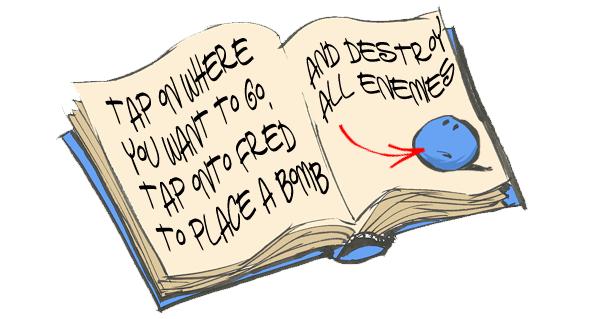 TAP ON WHERE
YOU WANT TO GO,
TAP ONTO FRED
TO PLACE A BOMB
AND DESTROY
ALL ENEMIES